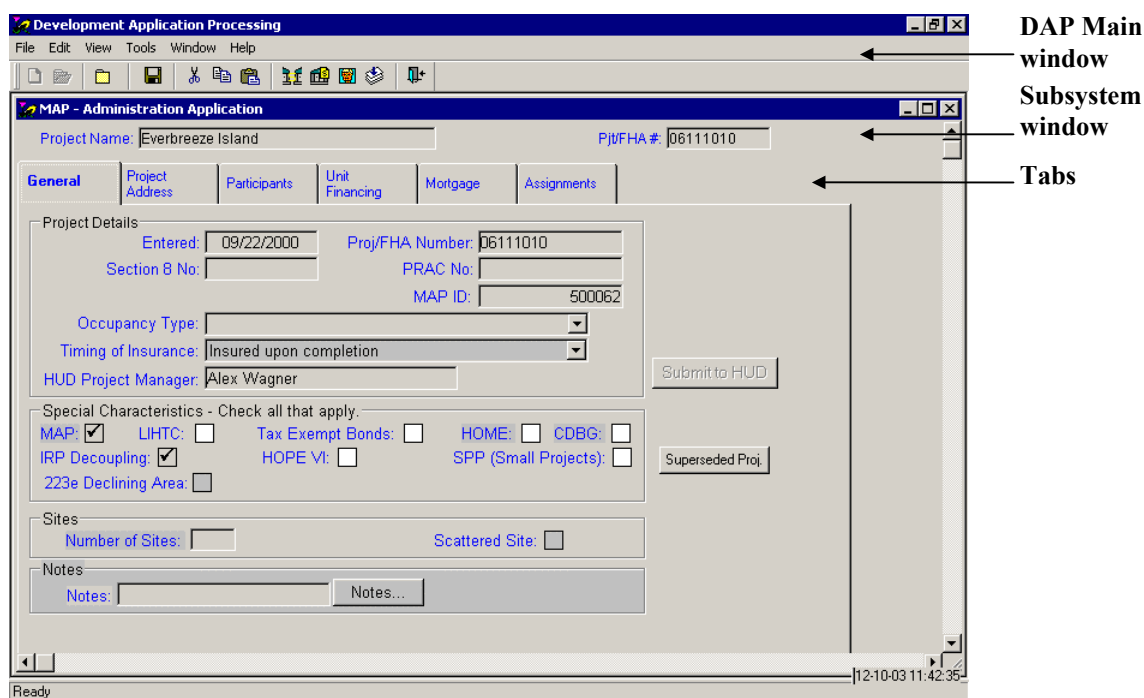 Development Application Processing
File Edit View Tools Window Help
DAP Main
window
MAP - Administration Application
Subsystem
window
Project Name: Everbreeze Island Pjt/FHA #: 06111010
General Project Address Participants Unit Financing Mortgage Assignments
Tabs
Project Details
Entered: 09/22/2000 Proj/FHA Number: 06111010
Section 8 No: PRAC No:
MAP ID: 500062
Occupancy Type:
Timing of Insurance: Insured upon completion
HUD Project Manager: Alex Wagner
Submit to HUD
Special Characteristics - Check all that apply.
MAP: LIHTC: Tax Exempt Bonds: HOME: CDBG:
IRP Decoupling: HOPE VI: SPP (Small Projects):
Superseded Proj.
223e Declining Area:
Sites
Number of Sites: Scattered Site:
Notes
Notes: Notes...
12-10-03 11:42:35
Ready